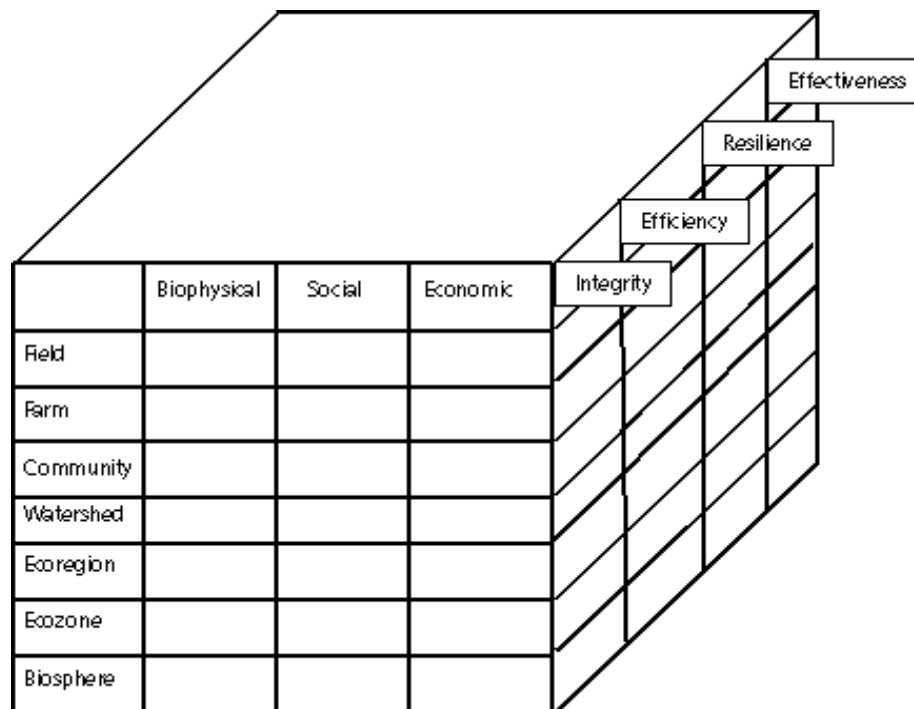 Effectiveness
Resilience
Efficiency
Integrity
Biophysical Social Economic
Field
Farm
Community
Watershed
Ecoregion
Ecozone
Biosphere